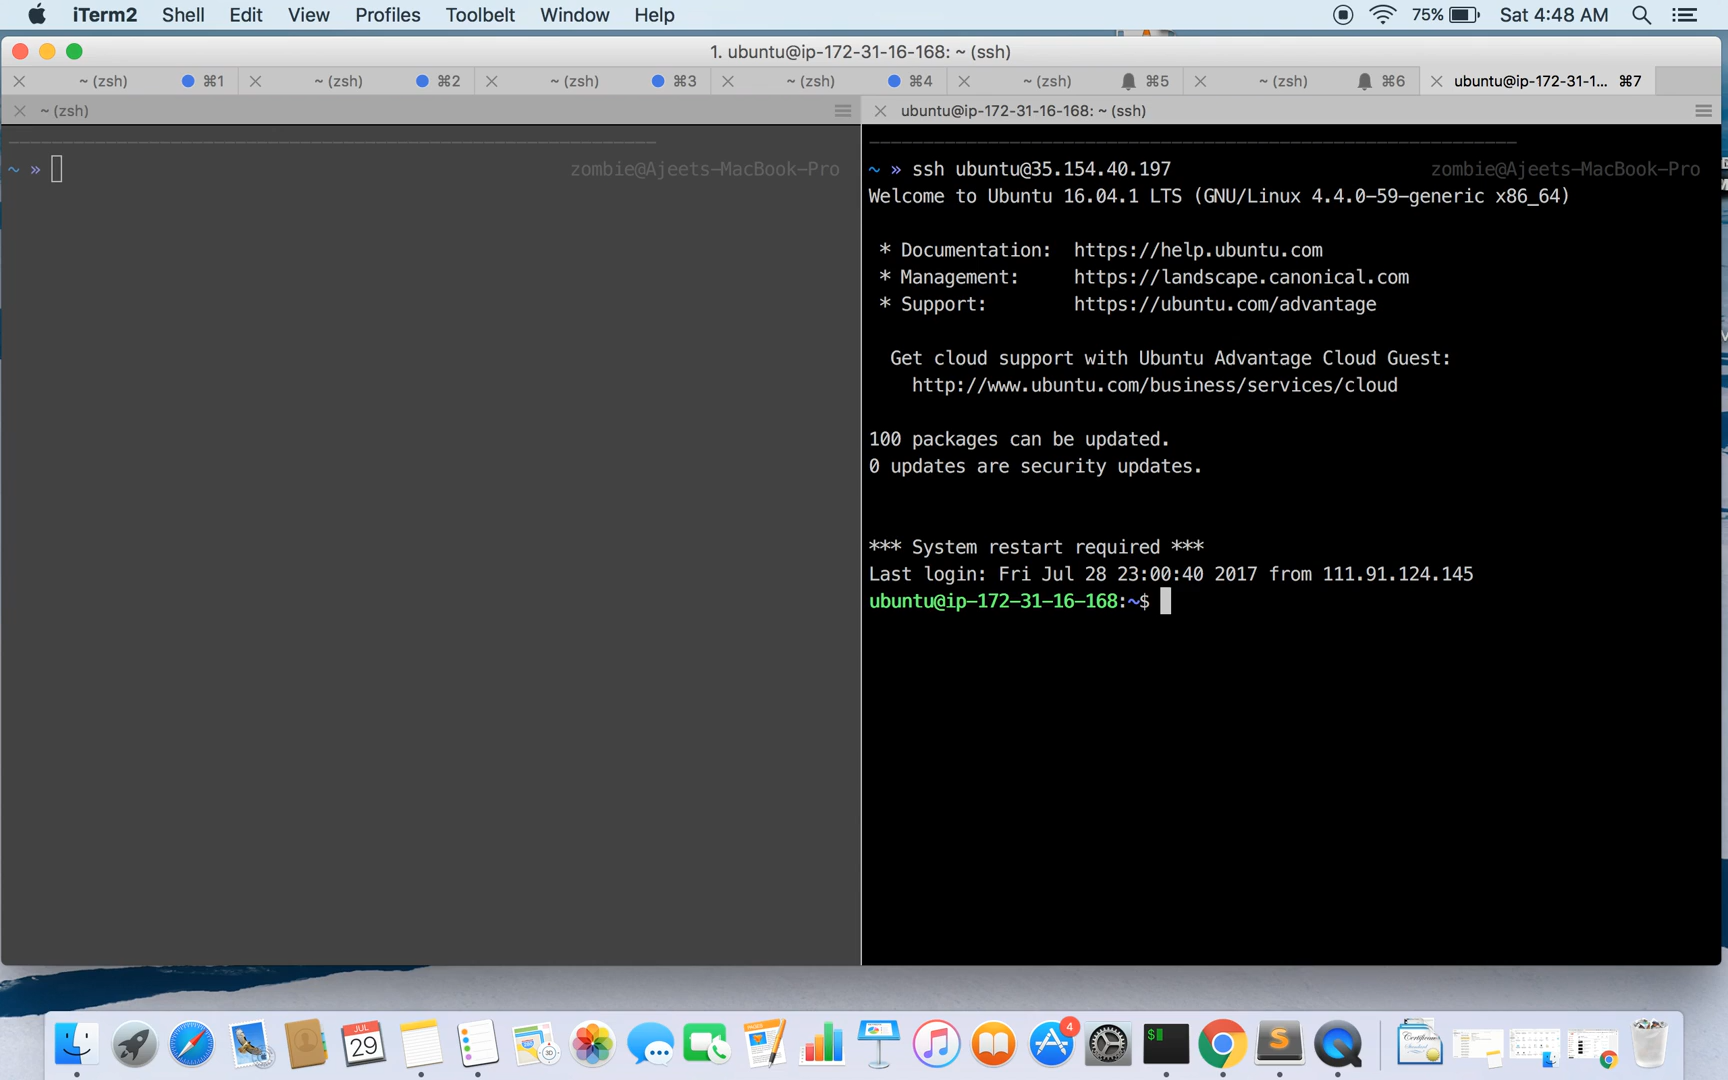 iTerm2 Shell Edit View Profiles Toolbelt Window Help 75% Sat 4:48 AM
1. ubuntu@ip-172-31-16-168: ~ (ssh)
~ (zsh) ⌘1 ~ (zsh) ⌘2 ~ (zsh) ⌘3 ~ (zsh) ⌘4 ~ (zsh) ⌘5 ~ (zsh) ⌘6 ubuntu@ip-172-31-1... ⌘7
~ (zsh)
~ » zombie@Ajeets-MacBook-Pro
ubuntu@ip-172-31-16-168: ~ (ssh)
~ » ssh ubuntu@35.154.40.197 zombie@Ajeets-MacBook-Pro
Welcome to Ubuntu 16.04.1 LTS (GNU/Linux 4.4.0-59-generic x86_64)
* Documentation: https://help.ubuntu.com
* Management: https://landscape.canonical.com
* Support: https://ubuntu.com/advantage
Get cloud support with Ubuntu Advantage Cloud Guest:
http://www.ubuntu.com/business/services/cloud
100 packages can be updated.
0 updates are security updates.
*** System restart required ***
Last login: Fri Jul 28 23:00:40 2017 from 111.91.124.145
ubuntu@ip-172-31-16-168:~$
JUL
29
3D
PAGES
4
$
S